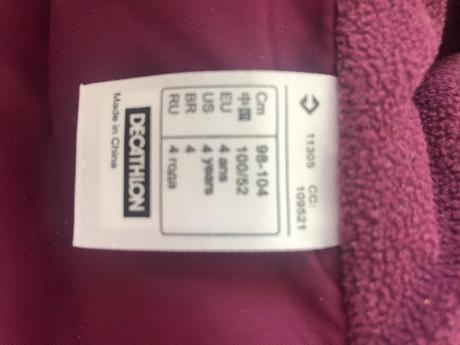 11305 CC:
109521
Cm 98-104
中国 100/52
EU 4 ans
US 4 years
BR 4
RU 4 года
DECATHLON
Made in China